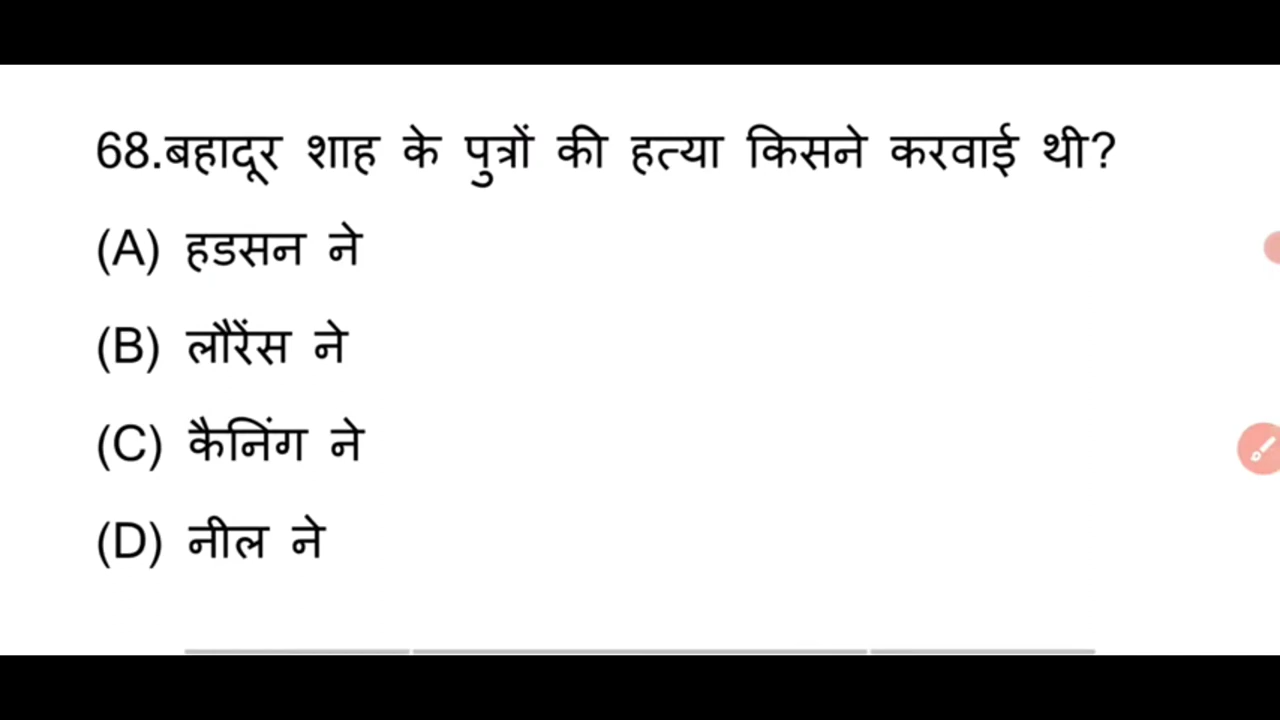 68.बहादूर शाह के पुत्रों की हत्या किसने करवाई थी?
(A) हडसन ने
(B) लौरेंस ने
(C) कैनिंग ने
(D) नील ने